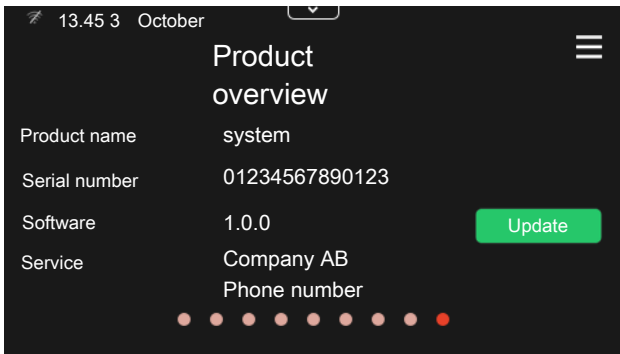 13.45 3 October
Product
overview
Product name system
Serial number 01234567890123
Software 1.0.0 Update
Service Company AB
Phone number